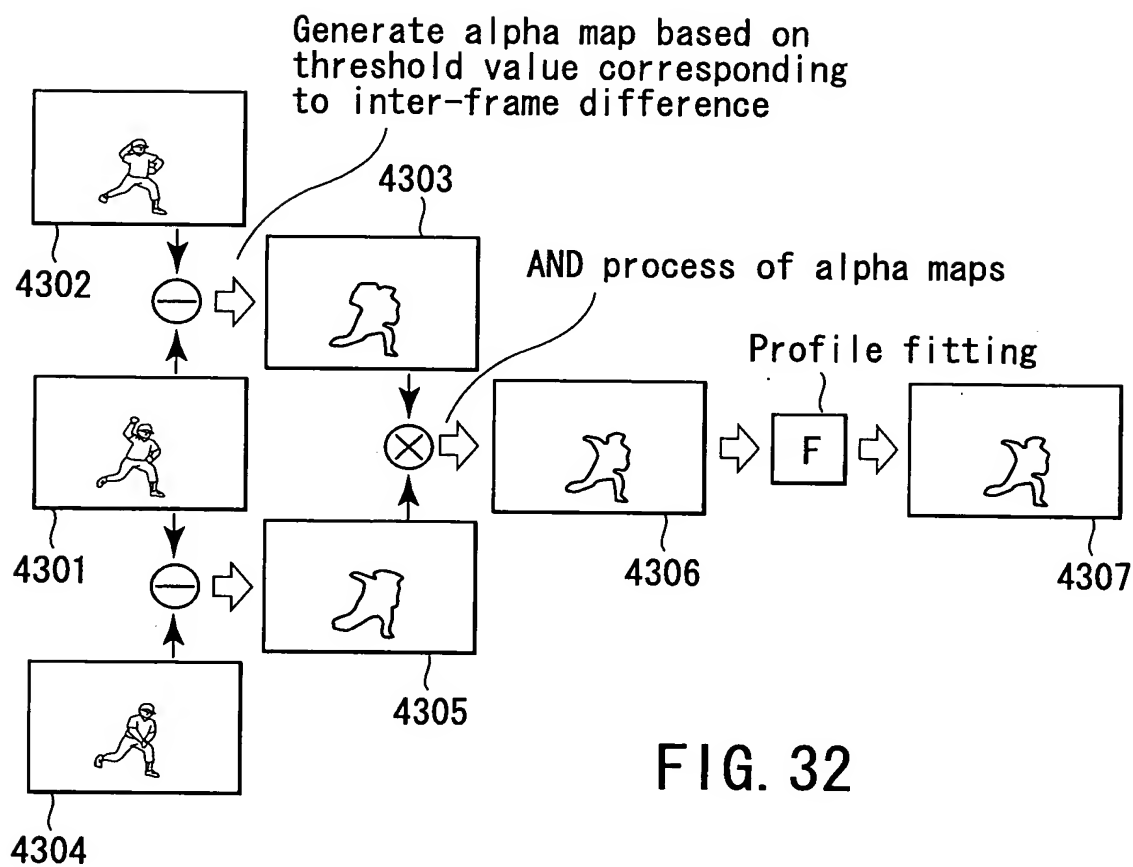 Generate alpha map based on
threshold value corresponding
to inter-frame difference
4303
4302
AND process of alpha maps
Profile fitting
F
4301
4306
4307
4305
4304
FIG. 32